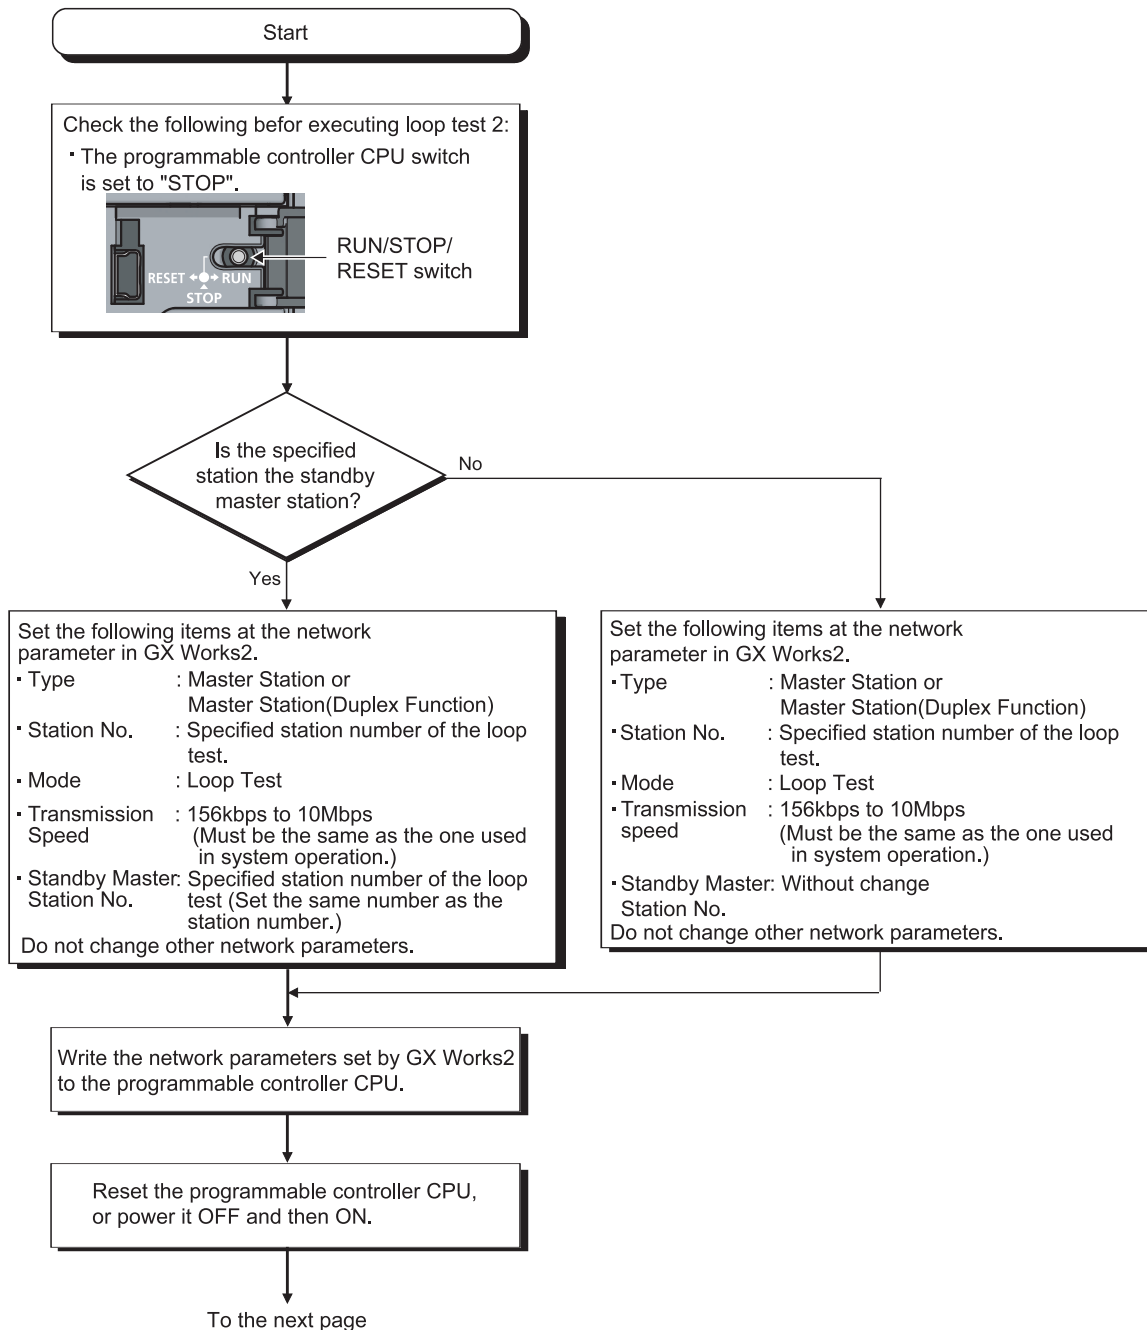 Start
Check the following befor executing loop test 2:
· The programmable controller CPU switch
is set to "STOP".
RUN/STOP/
RESET switch
RESET RUN
STOP
Is the specified
station the standby
master station?
No
Yes
Set the following items at the network
parameter in GX Works2.
· Type : Master Station or
Master Station(Duplex Function)
· Station No. : Specified station number of the loop
test.
· Mode : Loop Test
· Transmission : 156kbps to 10Mbps
Speed (Must be the same as the one used
in system operation.)
· Standby Master: Specified station number of the loop
Station No. test (Set the same number as the
station number.)
Do not change other network parameters.
Set the following items at the network
parameter in GX Works2.
· Type : Master Station or
Master Station(Duplex Function)
· Station No. : Specified station number of the loop
test.
· Mode : Loop Test
· Transmission : 156kbps to 10Mbps
speed (Must be the same as the one used
in system operation.)
· Standby Master: Without change
Station No.
Do not change other network parameters.
Write the network parameters set by GX Works2
to the programmable controller CPU.
Reset the programmable controller CPU,
or power it OFF and then ON.
To the next page